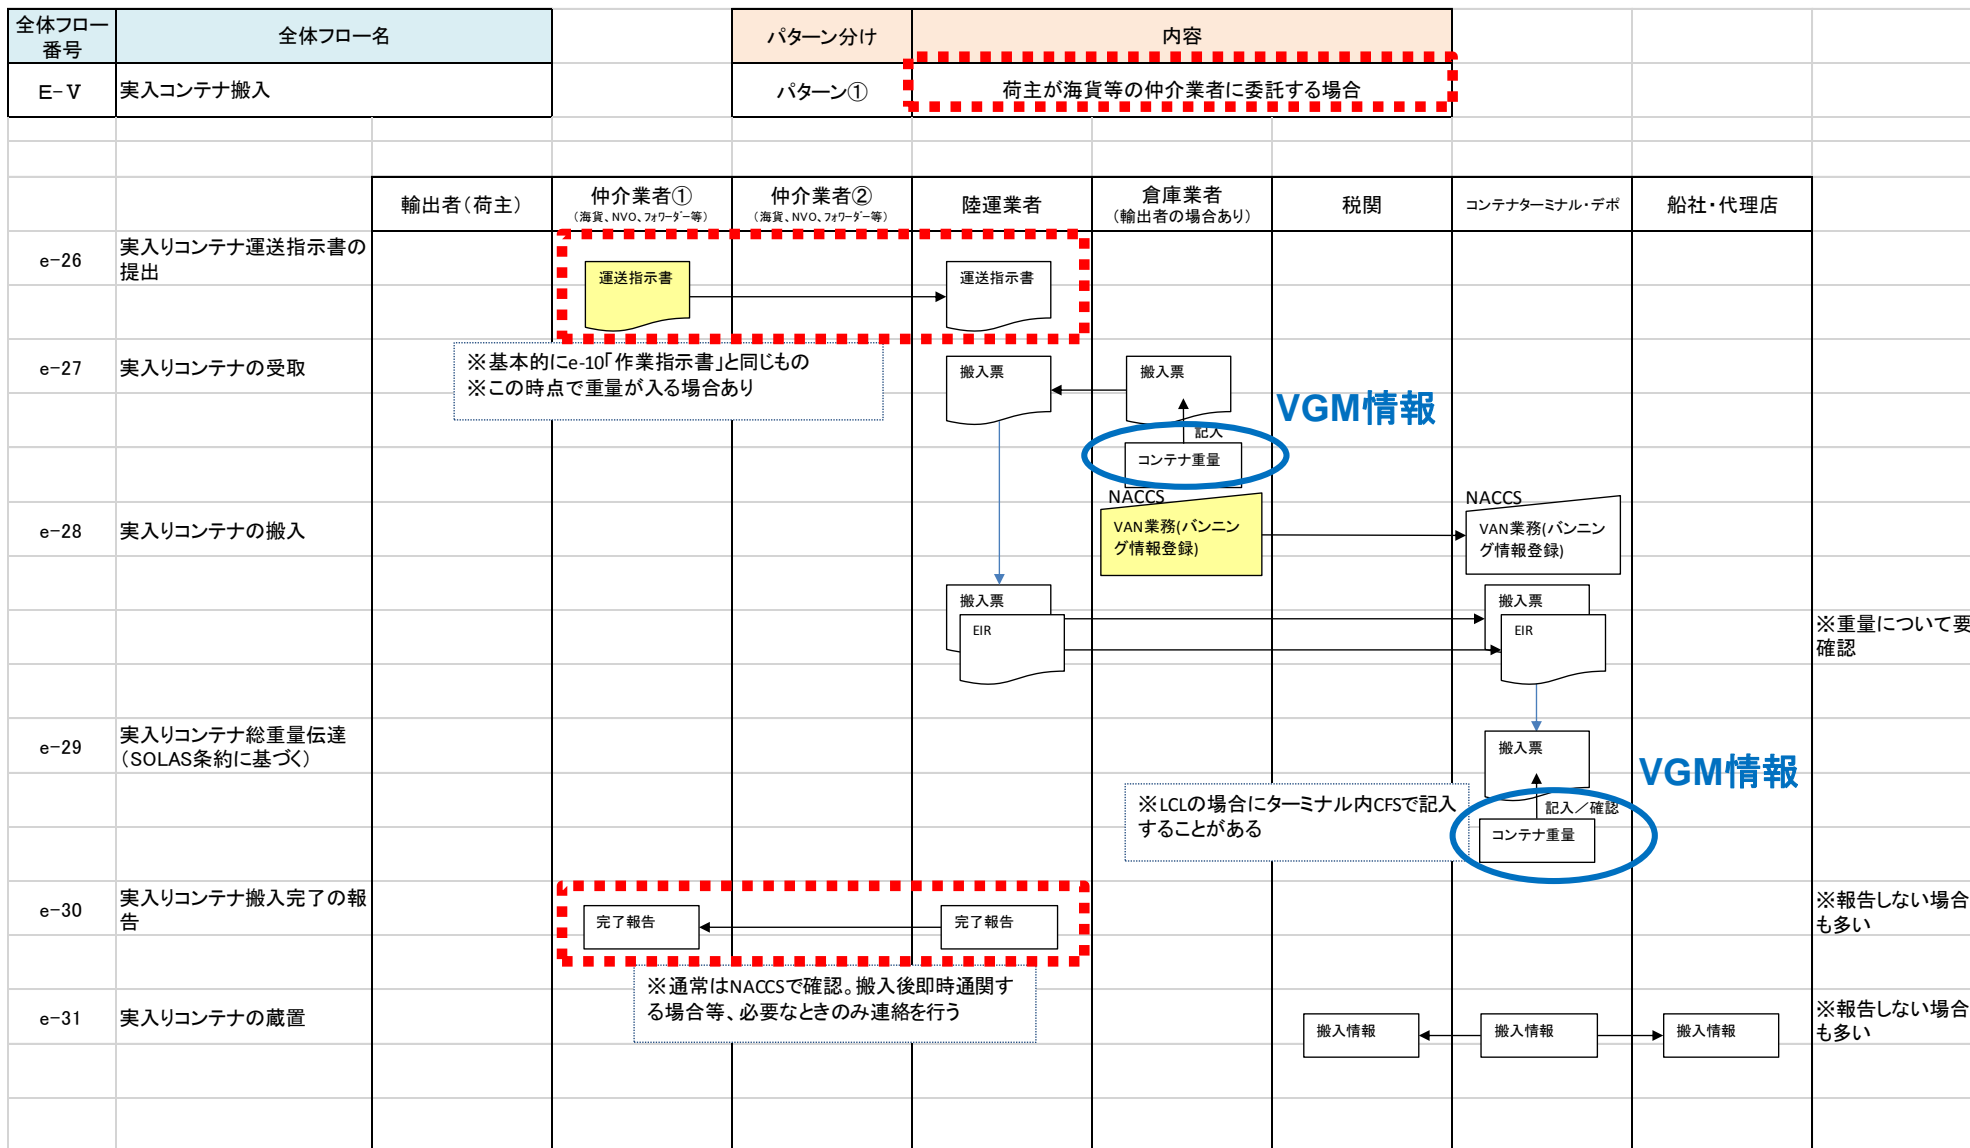 全体フロー
番号
全体フロー名
パターン分け
内容
E-Ⅴ
実入コンテナ搬入
パターン①
荷主が海貨等の仲介業者に委託する場合
輸出者（荷主）
仲介業者①
（海貨、NVO、フォワーダー等）
仲介業者②
（海貨、NVO、フォワーダー等）
陸運業者
倉庫業者
（輸出者の場合あり）
税関
コンテナターミナル・デポ
船社・代理店
e-26
実入りコンテナ運送指示書の
提出
運送指示書
運送指示書
※基本的にe-10「作業指示書」と同じもの
※この時点で重量が入る場合あり
e-27
実入りコンテナの受取
搬入票
搬入票
VGM情報
記入
コンテナ重量
e-28
実入りコンテナの搬入
NACCS
VAN業務(バンニン
グ情報登録)
NACCS
VAN業務(バンニン
グ情報登録)
搬入票
EIR
搬入票
EIR
※重量について要
確認
e-29
実入りコンテナ総重量伝達
（SOLAS条約に基づく）
搬入票
VGM情報
※LCLの場合にターミナル内CFSで記入
することがある
記入／確認
コンテナ重量
e-30
実入りコンテナ搬入完了の報
告
完了報告
完了報告
※報告しない場合
も多い
※通常はNACCSで確認。搬入後即時通関す
る場合等、必要なときのみ連絡を行う
e-31
実入りコンテナの蔵置
搬入情報
搬入情報
搬入情報
※報告しない場合
も多い